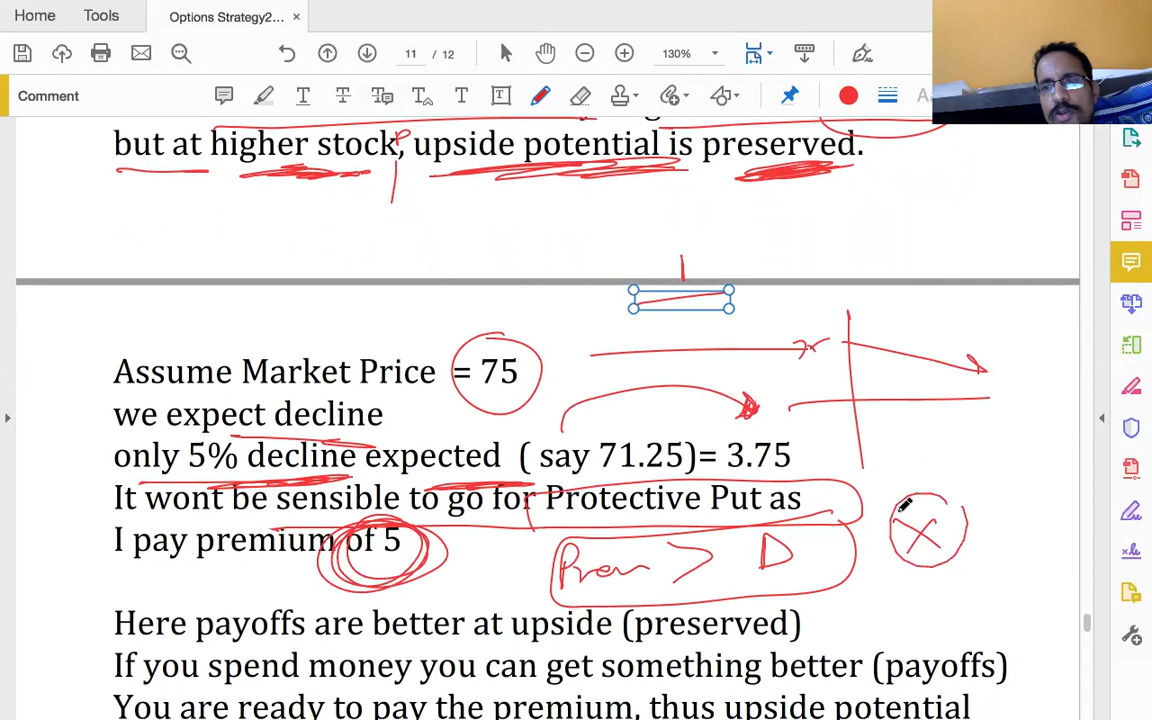 Home Tools Options Strategy2... ×
11 / 12 130%
Comment
but at higher stock, upside potential is preserved.
Assume Market Price = 75
we expect decline
only 5% decline expected ( say 71.25)= 3.75
It wont be sensible to go for Protective Put as
I pay premium of 5
Prem > D
X
Here payoffs are better at upside (preserved)
If you spend money you can get something better (payoffs)
You are ready to pay the premium, thus upside potential